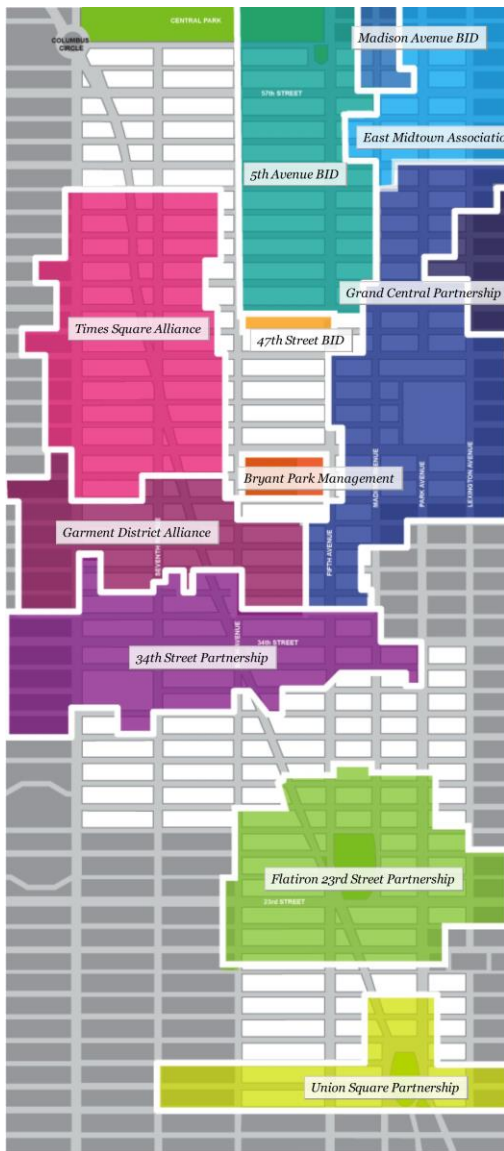 CENTRAL PARK
COLUMBUS
CIRCLE
Madison Avenue BID
57th STREET
East Midtown Associatio
5th Avenue BID
Grand Central Partnership
Times Square Alliance
47th Street BID
Bryant Park Management
MADI AVENUE
PARK AVENUE
LEXINGTON AVENUE
Garment District Alliance
SEVENTH
FIFTH AVENUE
AVENUE
34th STREET
34th Street Partnership
Flatiron 23rd Street Partnership
23rd STREET
Union Square Partnership